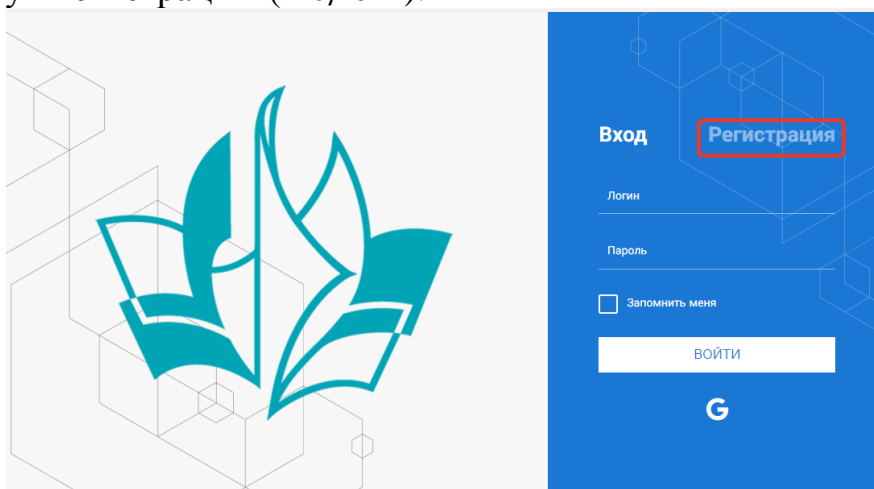 Вход Регистрация
Логин
Пароль
Запомнить меня
ВОЙТИ
G